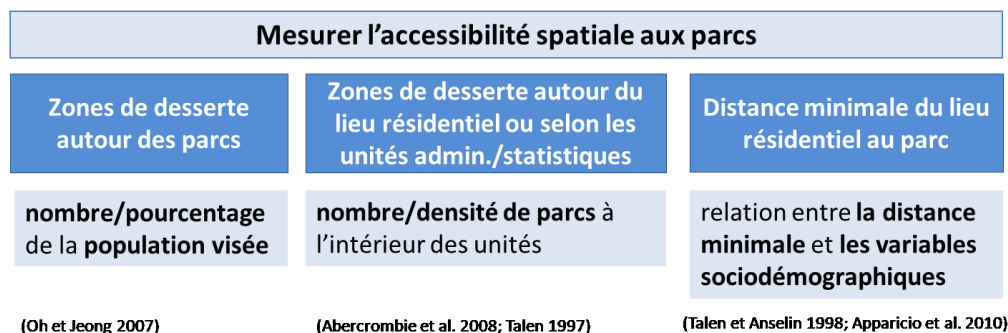 Mesurer l'accessibilité spatiale aux parcs
Zones de desserte
autour des parcs
nombre/pourcentage
de la population visée
(Oh et Jeong 2007)
Zones de desserte autour du
lieu résidentiel ou selon les
unités admin./statistiques
nombre/densité de parcs à
l'intérieur des unités
(Abercrombie et al. 2008; Talen 1997)
Distance minimale du lieu
résidentiel au parc
relation entre la distance
minimale et les variables
sociodémographiques
(Talen et Anselin 1998; Apparicio et al. 2010)